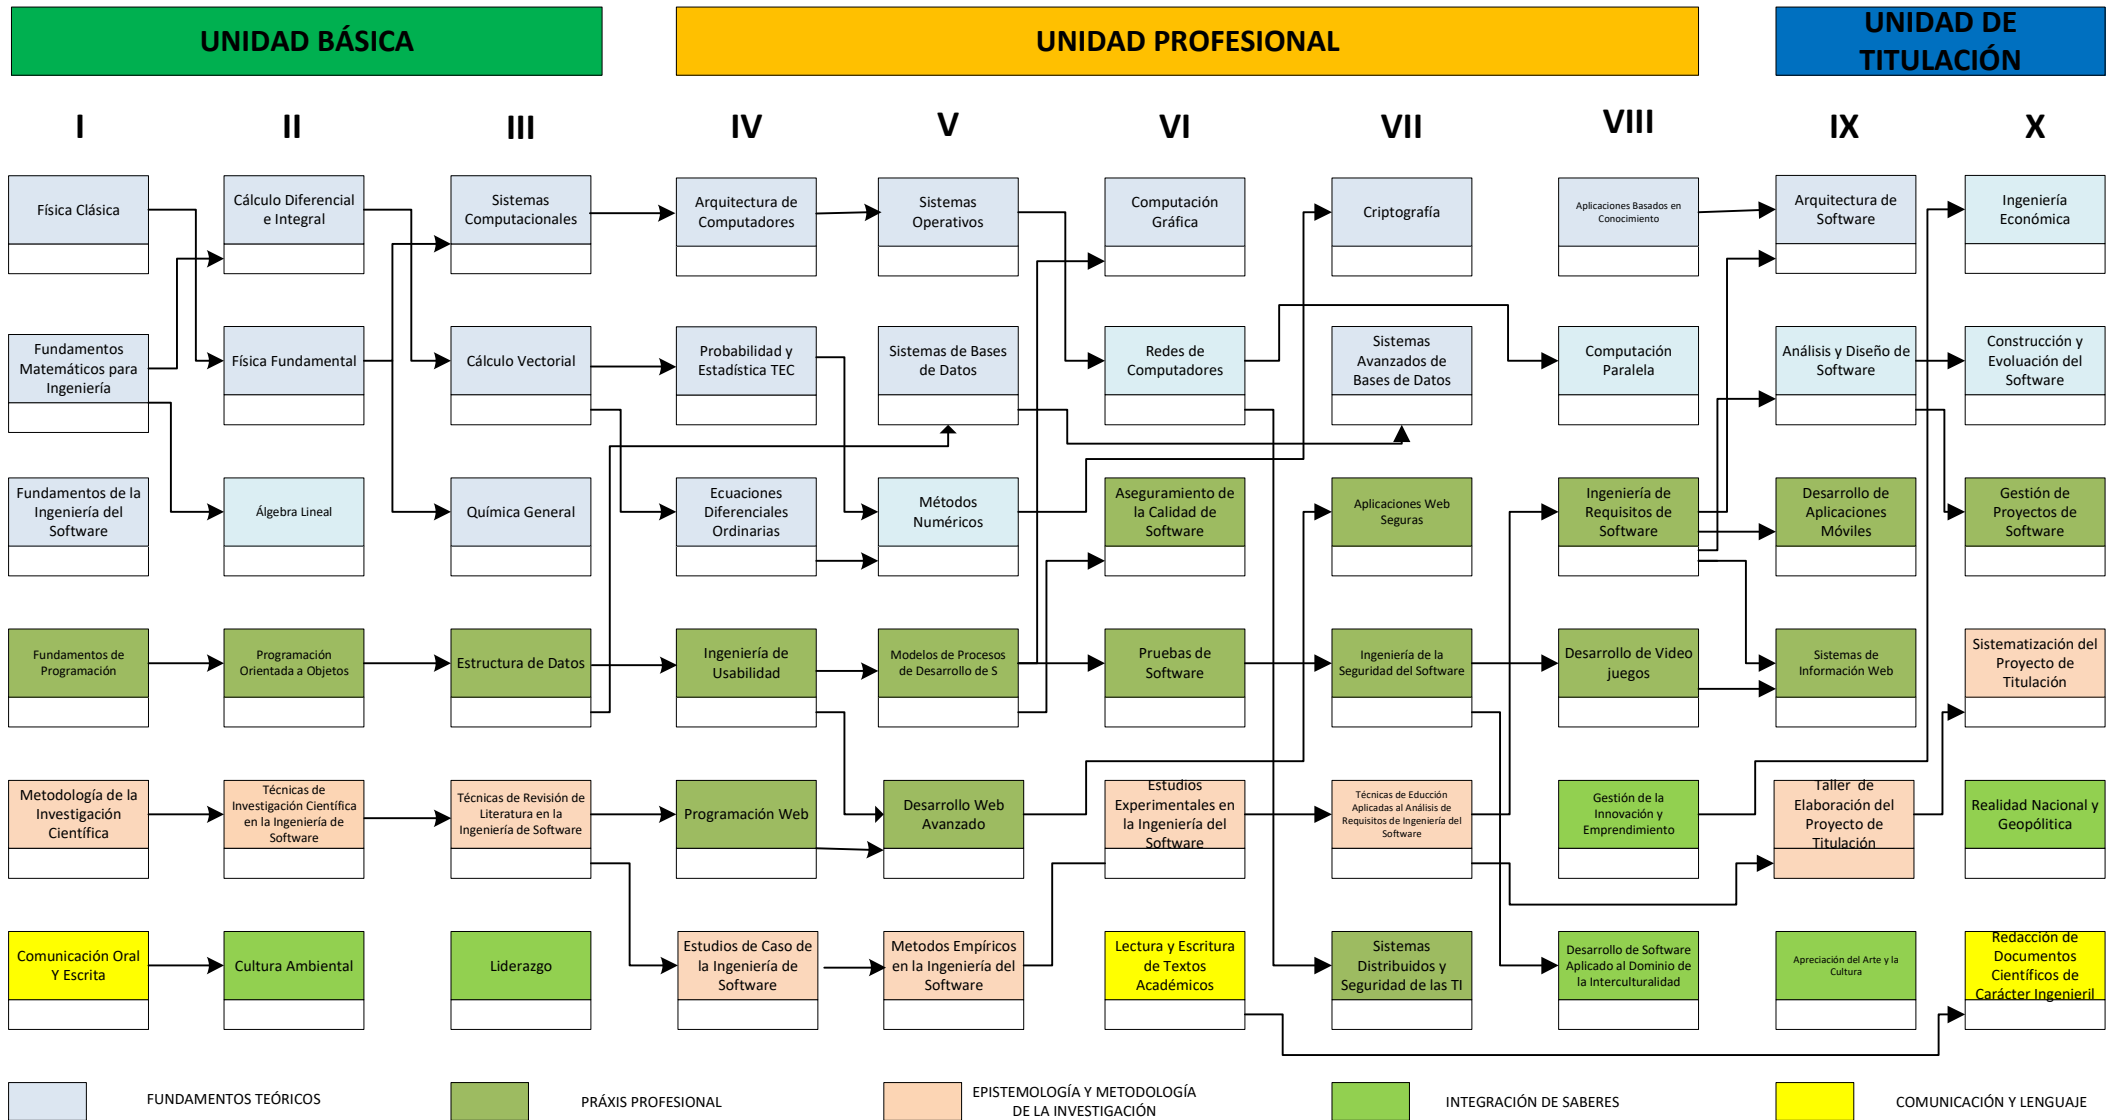 UNIDAD BÁSICA
UNIDAD PROFESIONAL
UNIDAD DE
TITULACIÓN
I
II
III
IV
V
VI
VII
VIII
IX
X
Física Clásica
Cálculo Diferencial
e Integral
Sistemas
Computacionales
Arquitectura de
Computadores
Sistemas
Operativos
Computación
Gráfica
Criptografía
Aplicaciones Basados en
Conocimiento
Arquitectura de
Software
Ingeniería
Económica
Fundamentos
Matemáticos para
Ingeniería
Física Fundamental
Cálculo Vectorial
Probabilidad y
Estadística TEC
Sistemas de Bases
de Datos
Redes de
Computadores
Sistemas
Avanzados de
Bases de Datos
Computación
Paralela
Análisis y Diseño de
Software
Construcción y
Evolución del
Software
Fundamentos de la
Ingeniería del
Software
Álgebra Lineal
Química General
Ecuaciones
Diferenciales
Ordinarias
Métodos
Numéricos
Aseguramiento de
la Calidad de
Software
Aplicaciones Web
Seguras
Ingeniería de
Requisitos de
Software
Desarrollo de
Aplicaciones
Móviles
Gestión de
Proyectos de
Software
Fundamentos de
Programación
Programación
Orientada a Objetos
Estructura de Datos
Ingeniería de
Usabilidad
Modelos de Procesos
de Desarrollo de S
Pruebas de
Software
Ingeniería de la
Seguridad del Software
Desarrollo de Video
juegos
Sistemas de
Información Web
Sistematización del
Proyecto de
Titulación
Metodología de la
Investigación
Científica
Técnicas de
Investigación Científica
en la Ingeniería de
Software
Técnicas de Revisión de
Literatura en la
Ingeniería de Software
Programación Web
Desarrollo Web
Avanzado
Estudios
Experimentales en
la Ingeniería del
Software
Técnicas de Educción
Aplicadas al Análisis de
Requisitos de Ingeniería del
Software
Gestión de la
Innovación y
Emprendimiento
Taller de
Elaboración del
Proyecto de
Titulación
Realidad Nacional y
Geopólitica
Comunicación Oral
Y Escrita
Cultura Ambiental
Liderazgo
Estudios de Caso de
la Ingeniería de
Software
Metodos Empíricos
en la Ingeniería del
Software
Lectura y Escritura
de Textos
Académicos
Sistemas
Distribuidos y
Seguridad de las TI
Desarrollo de Software
Aplicado al Dominio de
la Interculturalidad
Apreciación del Arte y la
Cultura
Redacción de
Documentos
Científicos de
Carácter Ingenieril
FUNDAMENTOS TEÓRICOS
PRÁXIS PROFESIONAL
EPISTEMOLOGÍA Y METODOLOGÍA
DE LA INVESTIGACIÓN
INTEGRACIÓN DE SABERES
COMUNICACIÓN Y LENGUAJE